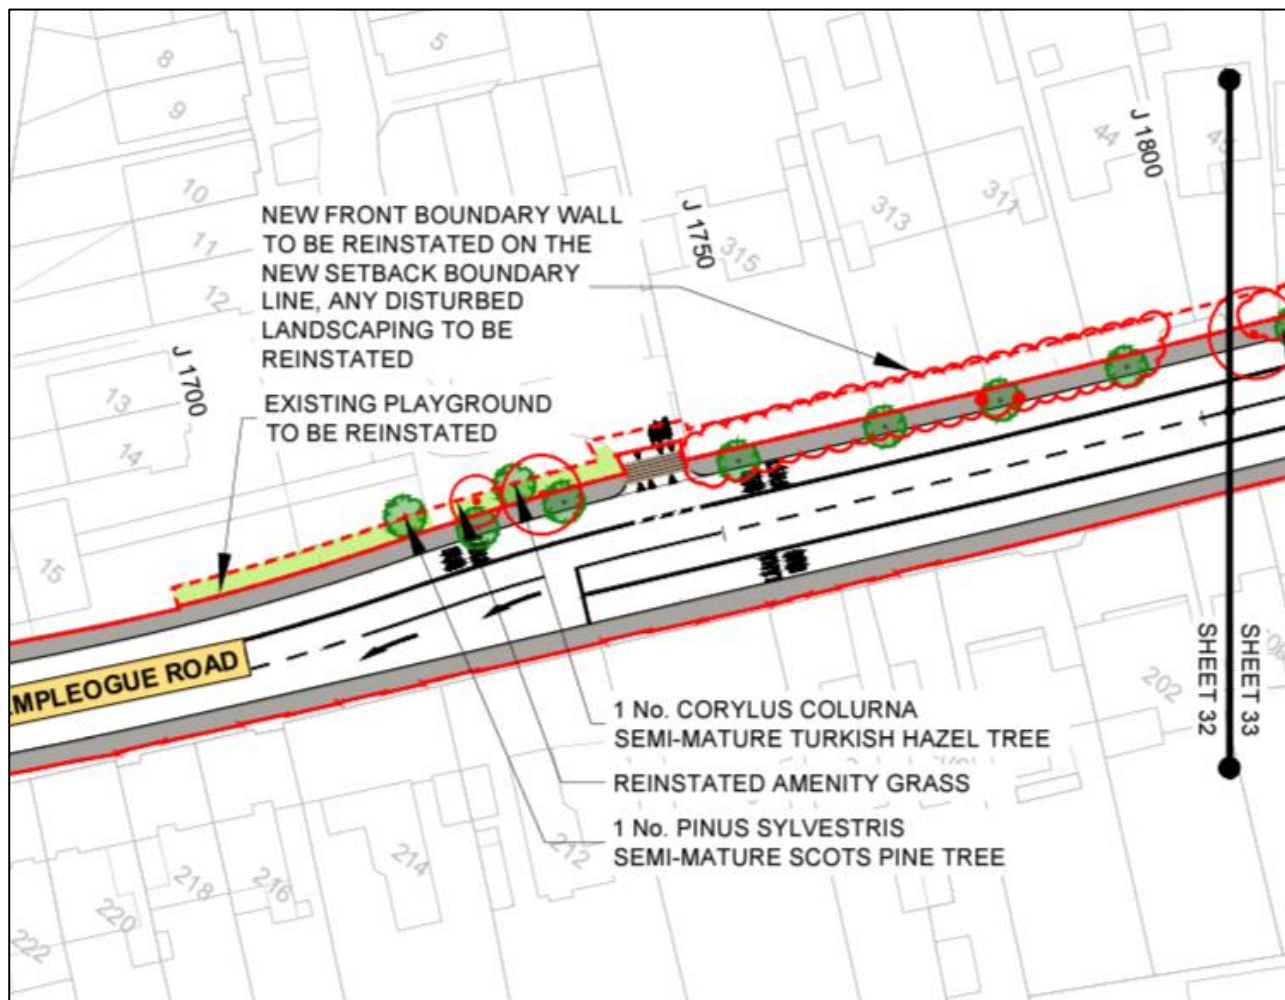 5
8
9
10
11
12
13
14
15
J 1700
J 1750
J 1800
315
313
311
44
NEW FRONT BOUNDARY WALL
TO BE REINSTATED ON THE
NEW SETBACK BOUNDARY
LINE, ANY DISTURBED
LANDSCAPING TO BE
REINSTATED
EXISTING PLAYGROUND
TO BE REINSTATED
MPLEOGUE ROAD
1 No. CORYLUS COLURNA
SEMI-MATURE TURKISH HAZEL TREE
REINSTATED AMENITY GRASS
1 No. PINUS SYLVESTRIS
SEMI-MATURE SCOTS PINE TREE
SHEET 32
SHEET 33
202
212
214
216
218
220
222